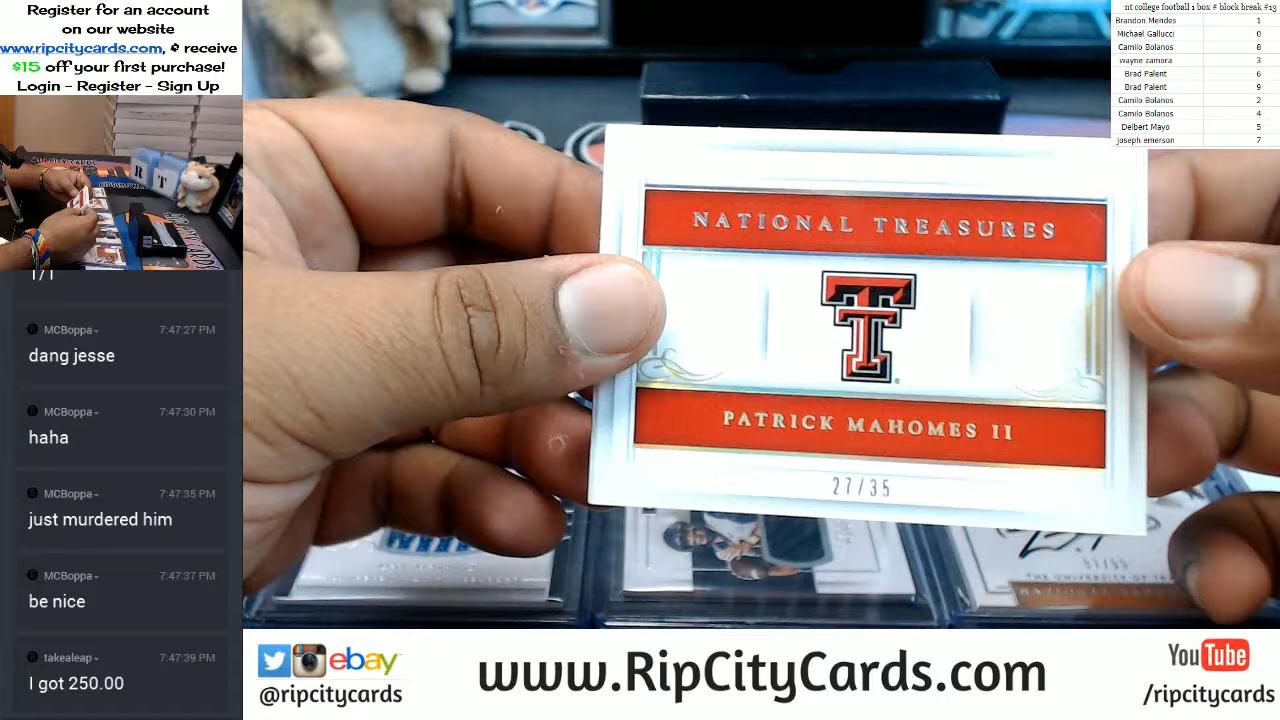 Register for an account
on our website
www.ripcitycards.com, & receive
$15 off your first purchase!
Login - Register - Sign Up
R
T
1/1
MCBoppa
7:47:27 PM
dang jesse
MCBoppa
7:47:30 PM
haha
MCBoppa
7:47:35 PM
just murdered him
MCBoppa
7:47:37 PM
be nice
takealeap
7:47:39 PM
I got 250.00
nt college football 1 box # block break #13
Brandon Mendes 1
Michael Gallucci 0
Camilo Bolanos 8
wayne zamora 3
Brad Palent 6
Brad Palent 9
Camilo Bolanos 2
Camilo Bolanos 4
Delbert Mayo 5
joseph emerson 7
NATIONAL TREASURES
T
PATRICK MAHOMES II
27/35
THE UNIVERSITY OF
ebay
@ripcitycards
www.RipCityCards.com
YouTube
/ripcitycards